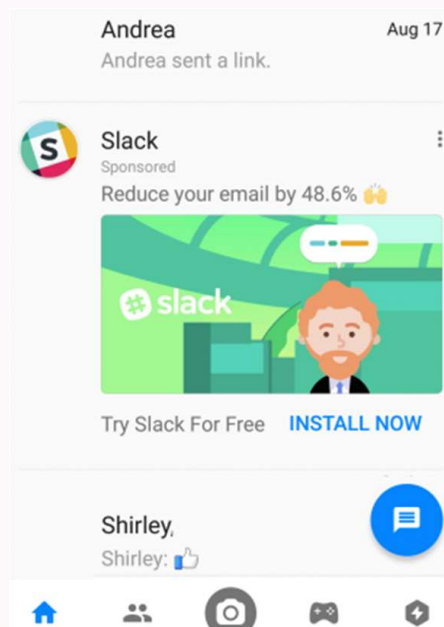 Andrea
Aug 17
Andrea sent a link.
S
Slack
Sponsored
Reduce your email by 48.6% 🙌
slack
Try Slack For Free INSTALL NOW
Shirley,
Shirley: 👍